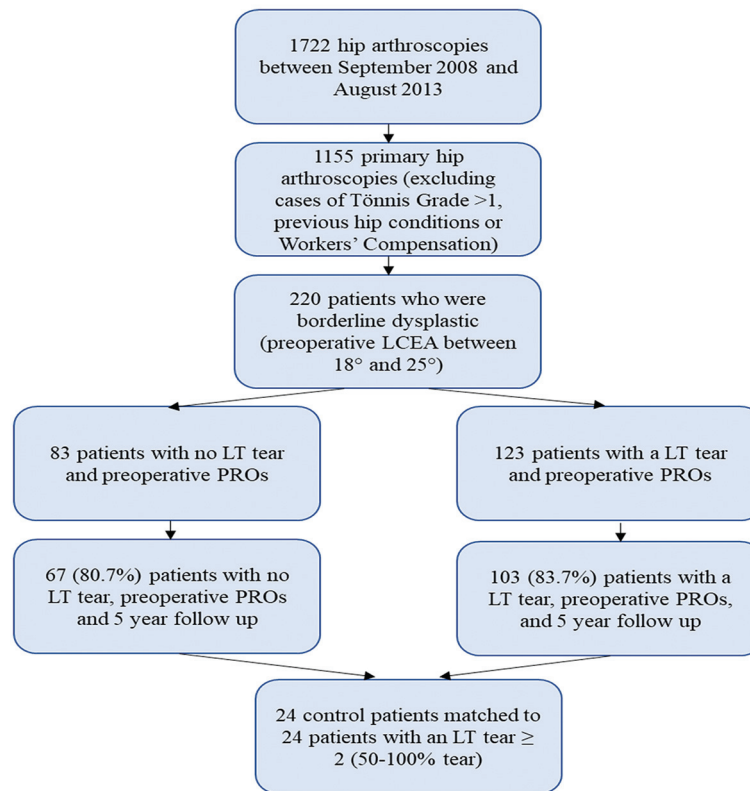 1722 hip arthroscopies
between September 2008 and
August 2013
1155 primary hip
arthroscopies (excluding
cases of Tönnis Grade >1,
previous hip conditions or
Workers' Compensation)
220 patients who were
borderline dysplastic
(preoperative LCEA between
18° and 25°)
83 patients with no LT tear
and preoperative PROs
123 patients with a LT tear
and preoperative PROs
67 (80.7%) patients with no
LT tear, preoperative PROs
and 5 year follow up
103 (83.7%) patients with a
LT tear, preoperative PROs,
and 5 year follow up
24 control patients matched to
24 patients with an LT tear ≥
2 (50-100% tear)